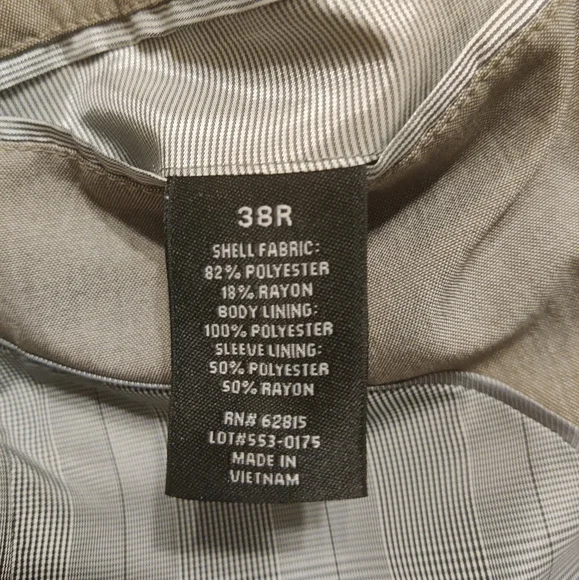 38R
SHELL FABRIC:
82% POLYESTER
18% RAYON
BODY LINING:
100% POLYESTER
SLEEVE LINING:
50% POLYESTER
50% RAYON
RN# 62815
LOT#553-0175
MADE IN
VIETNAM